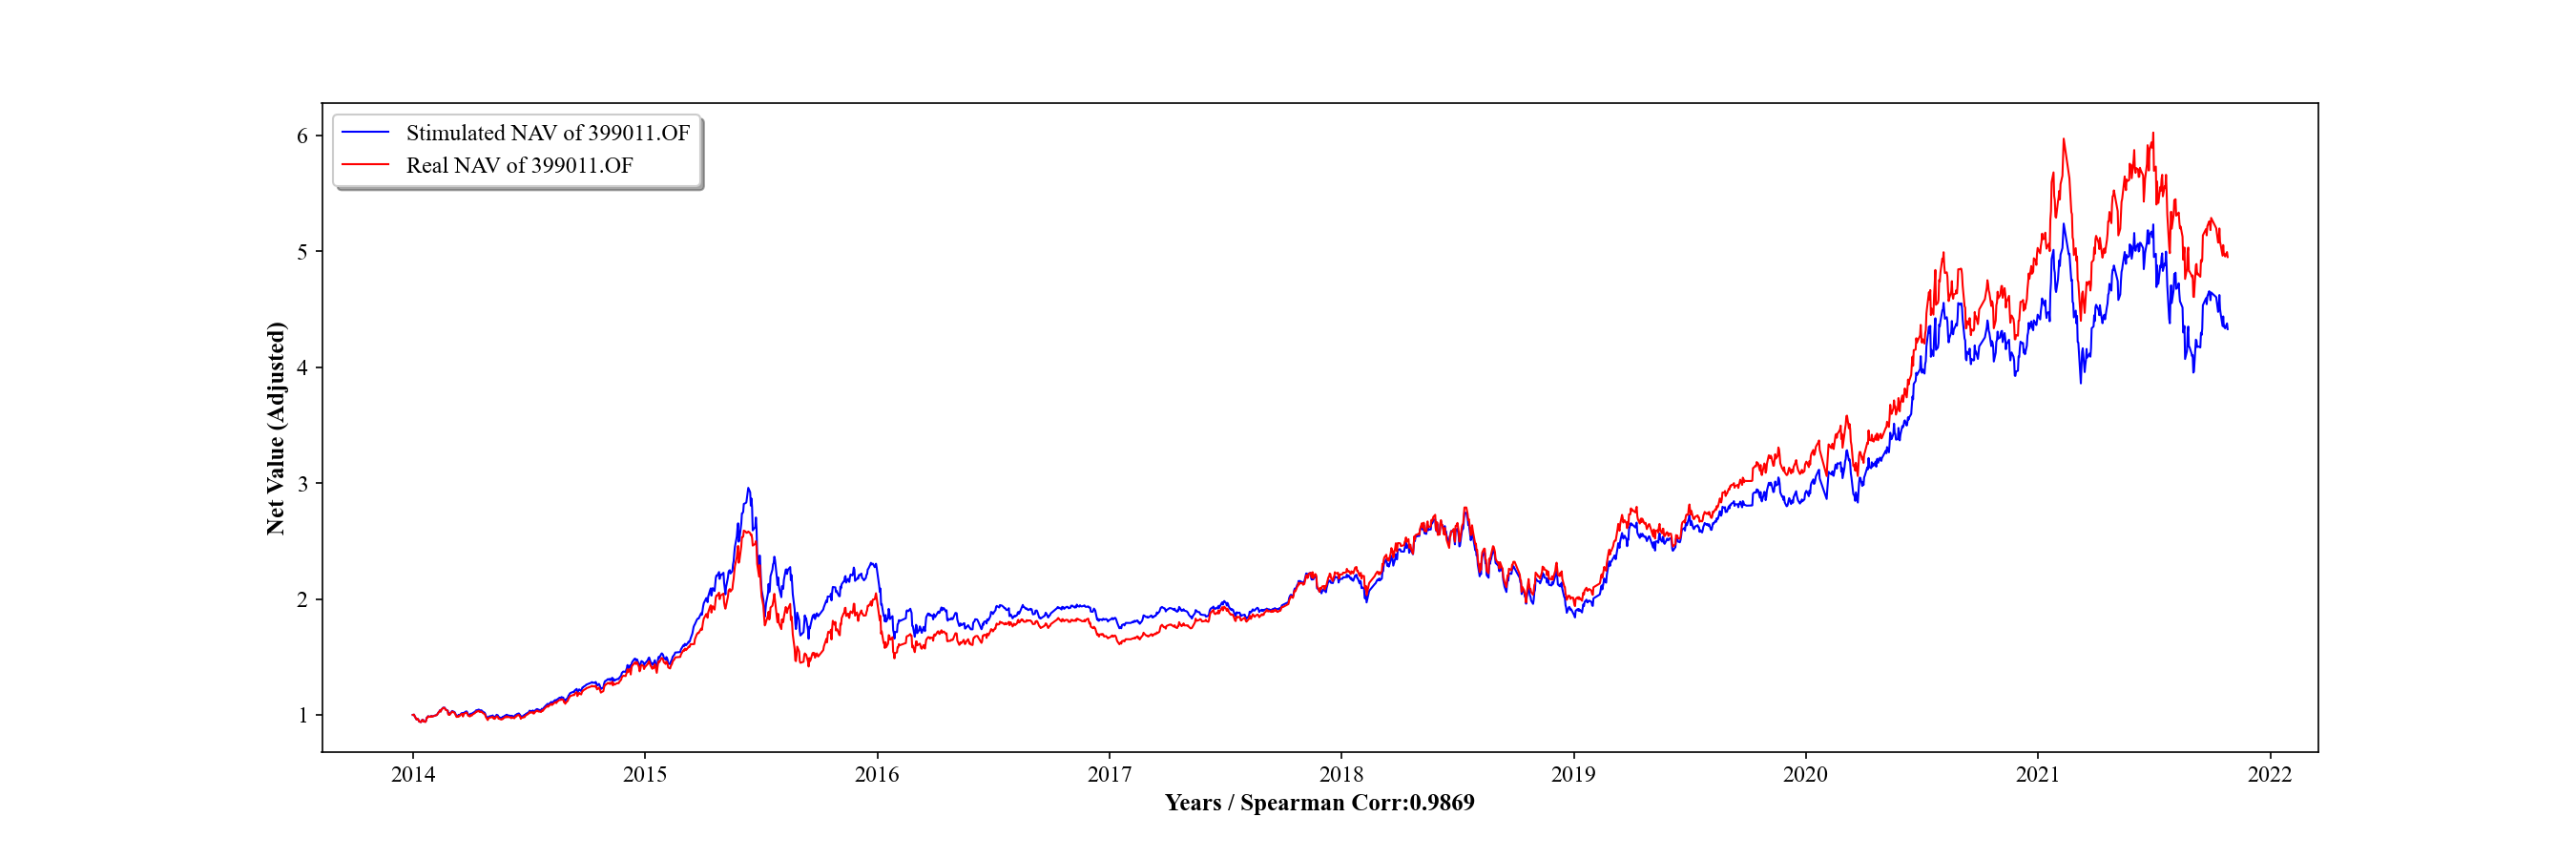 Stimulated NAV of 399011.OF
Real NAV of 399011.OF
6
5
4
3
2
1
Net Value (Adjusted)
2014 2015 2016 2017 2018 2019 2020 2021 2022
Years / Spearman Corr:0.9869